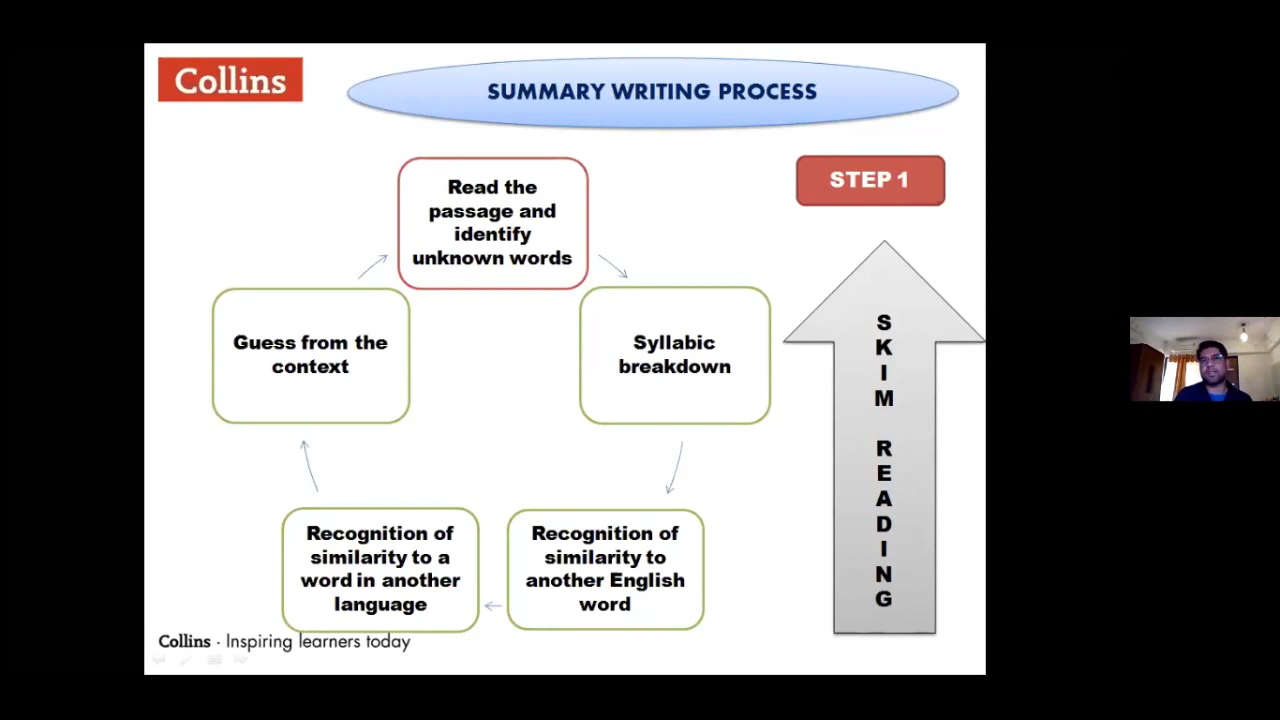 Collins
SUMMARY WRITING PROCESS
STEP 1
Read the
passage and
identify
unknown words
Syllabic
breakdown
Recognition of
similarity to
another English
word
Recognition of
similarity to a
word in another
language
Guess from the
context
SKIM READING
Collins · Inspiring learners today